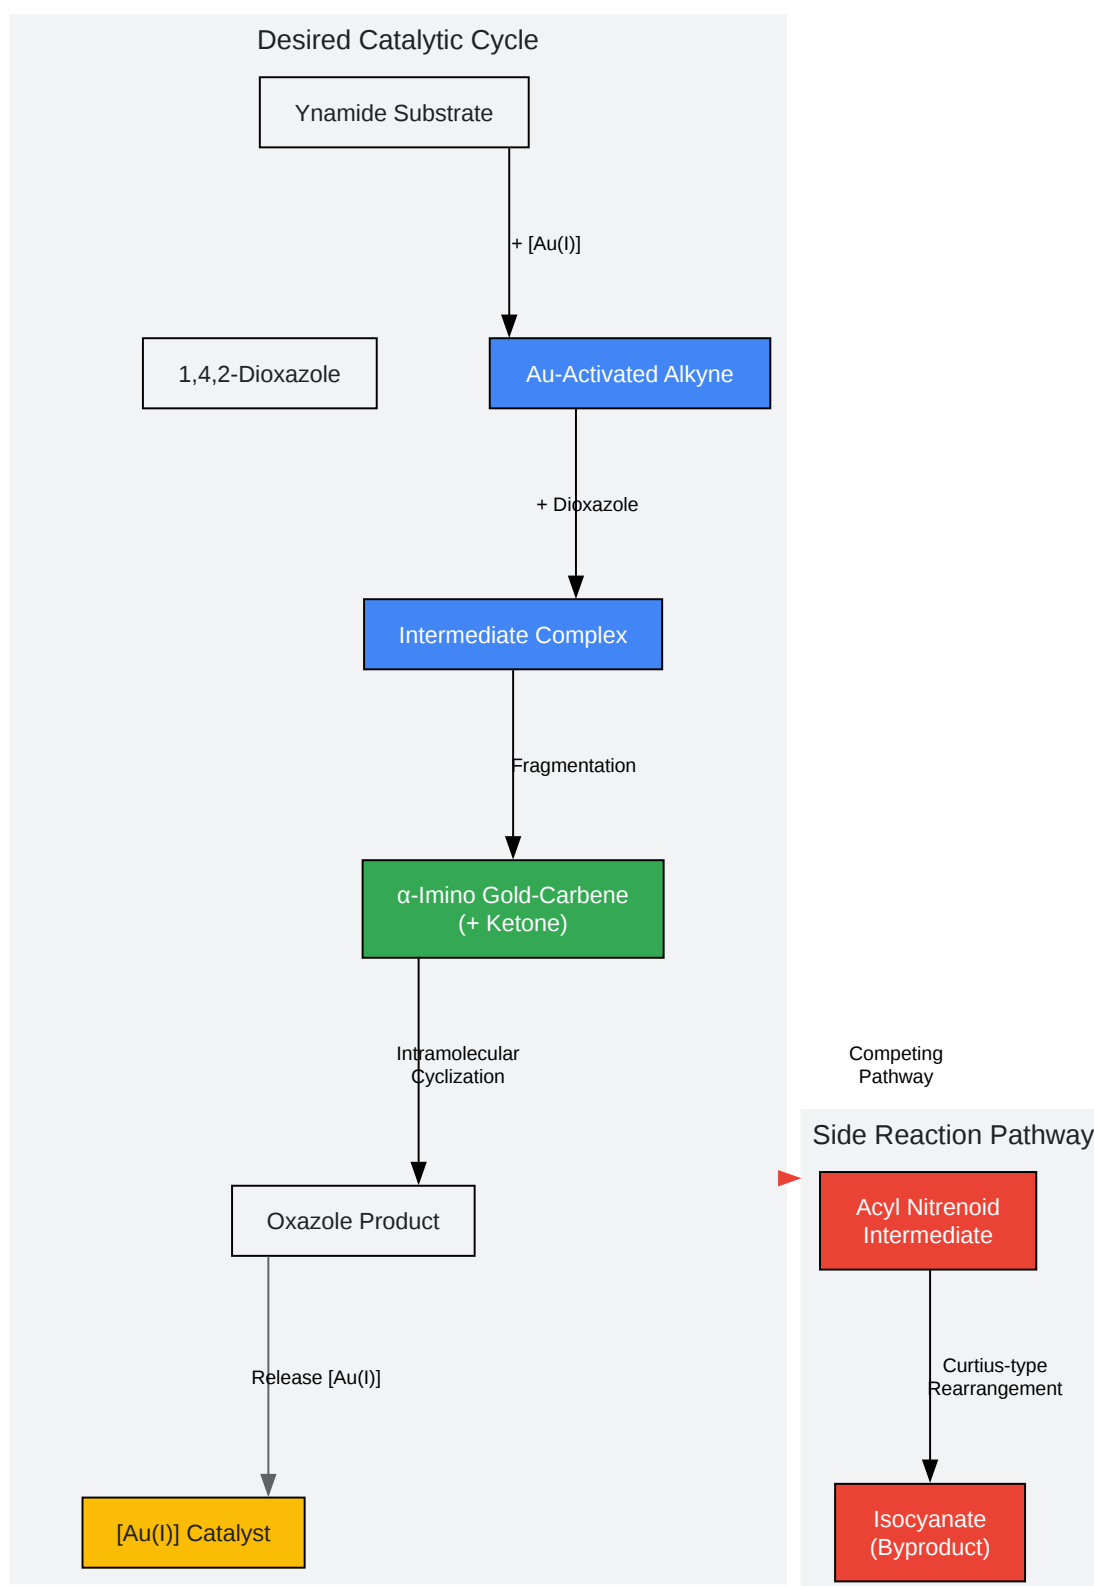 Desired Catalytic Cycle
Ynamide Substrate
+ [Au(I)]
1,4,2-Dioxazole
Au-Activated Alkyne
+ Dioxazole
Intermediate Complex
Fragmentation
α-Imino Gold-Carbene
(+ Ketone)
Intramolecular
Cyclization
Oxazole Product
Release [Au(I)]
[Au(I)] Catalyst
Competing
Pathway
Side Reaction Pathway
Acyl Nitrenoid
Intermediate
Curtius-type
Rearrangement
Isocyanate
(Byproduct)